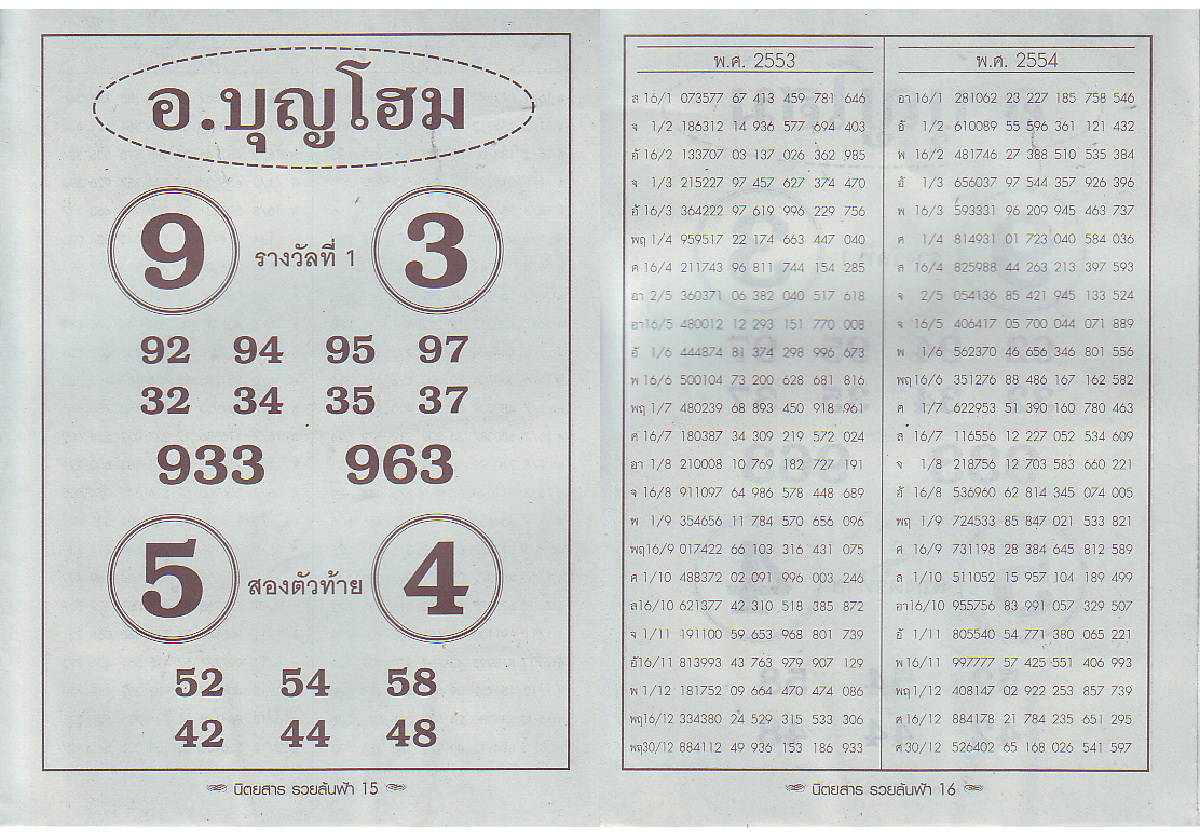 อ.บุญโฮม
9 รางวัลที่ 1 3
92 94 95 97
32 34 35 37
933 963
5 สองตัวท้าย 4
52 54 58
42 44 48
นิตยสาร รวยล้นฟ้า 15
พ.ศ. 2553
ส 16/1 073577 67 413 459 781 646
จ 1/2 186312 14 936 577 694 403
อ้ 16/2 133707 03 137 026 362 985
จ 1/3 215227 97 457 627 374 470
อ้ 16/3 364222 97 619 996 229 756
พฤ 1/4 959517 22 174 663 447 040
ศ 16/4 211743 96 811 744 154 285
อา 2/5 360371 06 382 040 517 618
อา16/5 480012 12 293 151 770 008
อ้ 1/6 444874 81 374 298 996 673
พ 16/6 500104 73 200 628 681 816
พฤ 1/7 480239 68 893 450 918 961
ศ 16/7 180387 34 309 219 572 024
อา 1/8 210008 10 769 182 727 191
จ 16/8 911097 64 986 578 448 689
พ 1/9 354656 11 784 570 656 096
พฤ16/9 017422 66 103 316 431 075
ศ 1/10 488372 02 091 996 003 246
ส16/10 621377 42 310 518 385 872
จ 1/11 191100 59 653 968 801 739
อ้16/11 813993 43 763 979 907 129
พ 1/12 181752 09 664 470 474 086
พฤ16/12 334380 24 529 315 533 306
พฤ30/12 884112 49 936 153 186 933
พ.ศ. 2554
อา 16/1 281062 23 227 185 758 546
อ้ 1/2 610089 55 596 361 121 432
พ 16/2 481746 27 388 510 535 384
อ้ 1/3 656037 97 544 357 926 396
พ 16/3 593331 96 209 945 463 737
ศ 1/4 814931 01 723 040 584 036
ส 16/4 825988 44 263 213 397 593
จ 2/5 054136 85 421 945 133 524
จ 16/5 406417 05 700 044 071 889
พ 1/6 562370 46 656 346 801 556
พฤ 16/6 351276 88 486 167 162 582
ศ 1/7 622953 51 390 160 780 463
ส 16/7 116556 12 227 052 534 609
จ 1/8 218756 12 703 583 660 221
อ้ 16/8 536960 62 814 345 074 005
พฤ 1/9 724533 85 847 021 533 821
ศ 16/9 731198 28 384 645 812 589
ส 1/10 511052 15 957 104 189 499
อา16/10 955756 83 991 057 329 507
อ้ 1/11 805540 54 771 380 065 221
พ16/11 997777 57 425 551 406 993
พฤ 1/12 408147 02 922 253 857 739
ศ 16/12 884178 21 784 235 651 295
ศ30/12 526402 65 168 026 541 597
นิตยสาร รวยล้นฟ้า 16